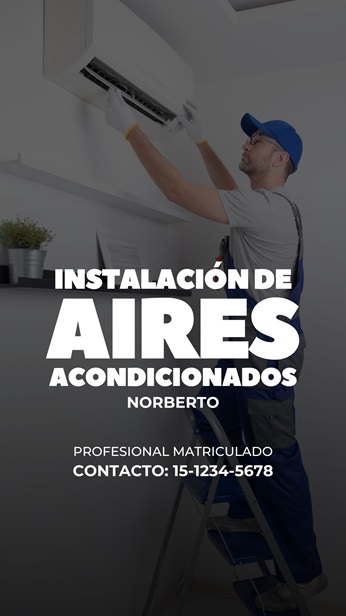 INSTALACIÓN DE
AIRES
ACONDICIONADOS
NORBERTO
PROFESIONAL MATRICULADO
CONTACTO: 15-1234-5678